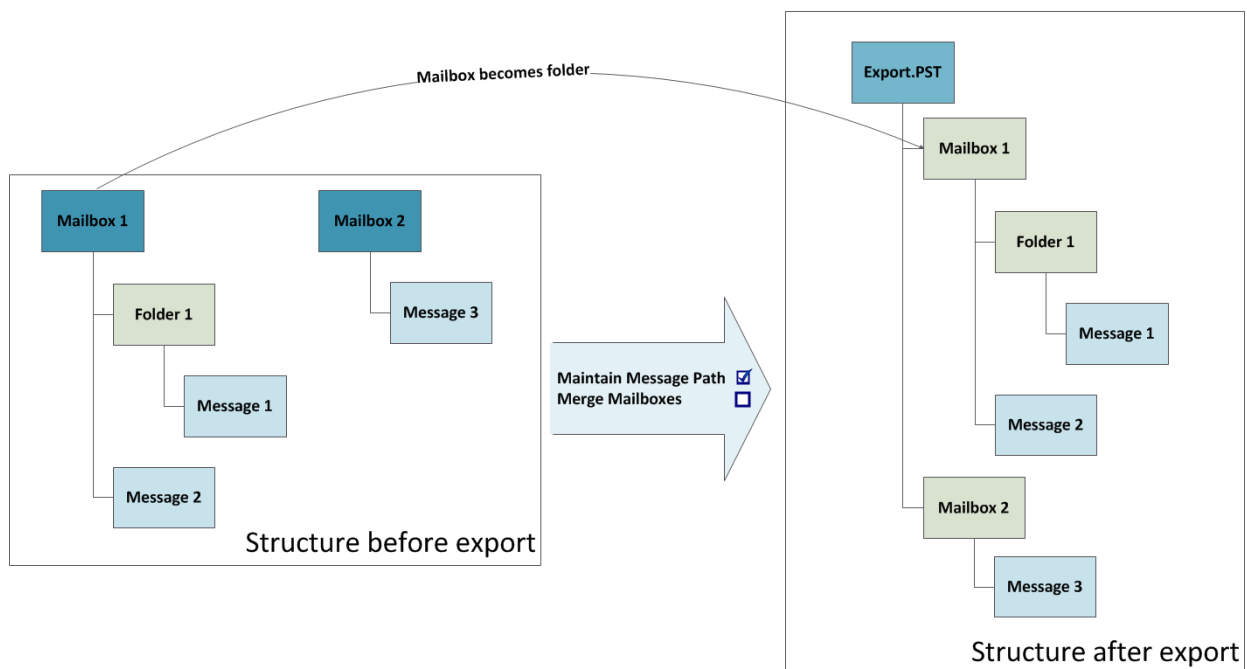 Mailbox becomes folder
Mailbox 1
Mailbox 2
Folder 1
Message 3
Message 1
Message 2
Structure before export
Maintain Message Path
Merge Mailboxes
Export.PST
Mailbox 1
Folder 1
Message 1
Message 2
Mailbox 2
Message 3
Structure after export